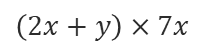 (2x + y) × 7x